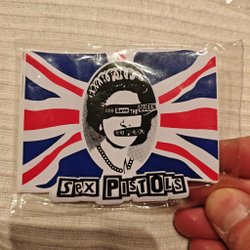 GOD Save THE QUEEN
SEX PISTOLS